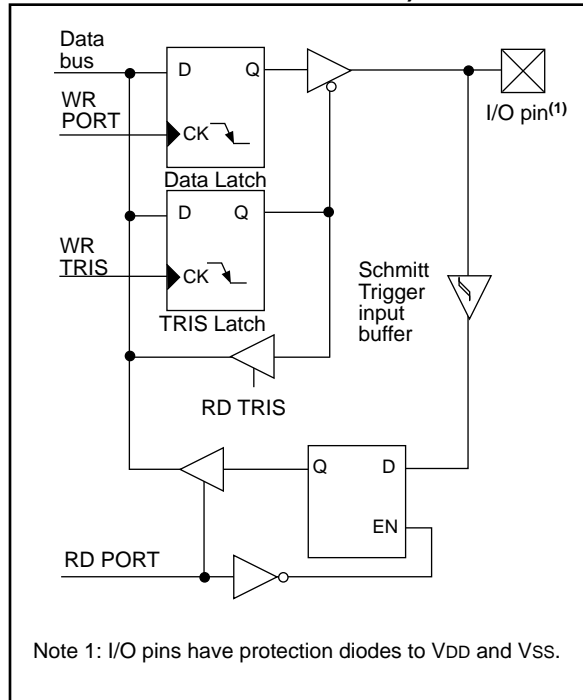 Data
bus
D Q
WR
PORT
CK
I/O pin(1)
Data Latch
D Q
WR
TRIS
CK
Schmitt
Trigger
input
buffer
TRIS Latch
RD TRIS
Q D
EN
RD PORT
Note 1: I/O pins have protection diodes to VDD and VSS.